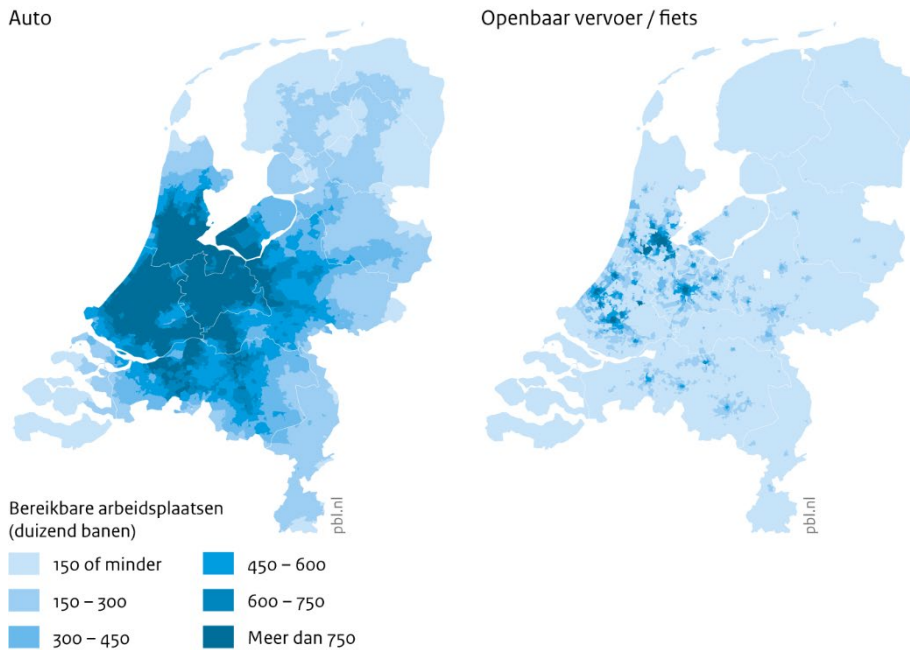 Auto
Openbaar vervoer / fiets
Bereikbare arbeidsplaatsen
(duizend banen)
150 of minder
150 – 300
300 – 450
450 – 600
600 – 750
Meer dan 750
pbl.nl
pbl.nl